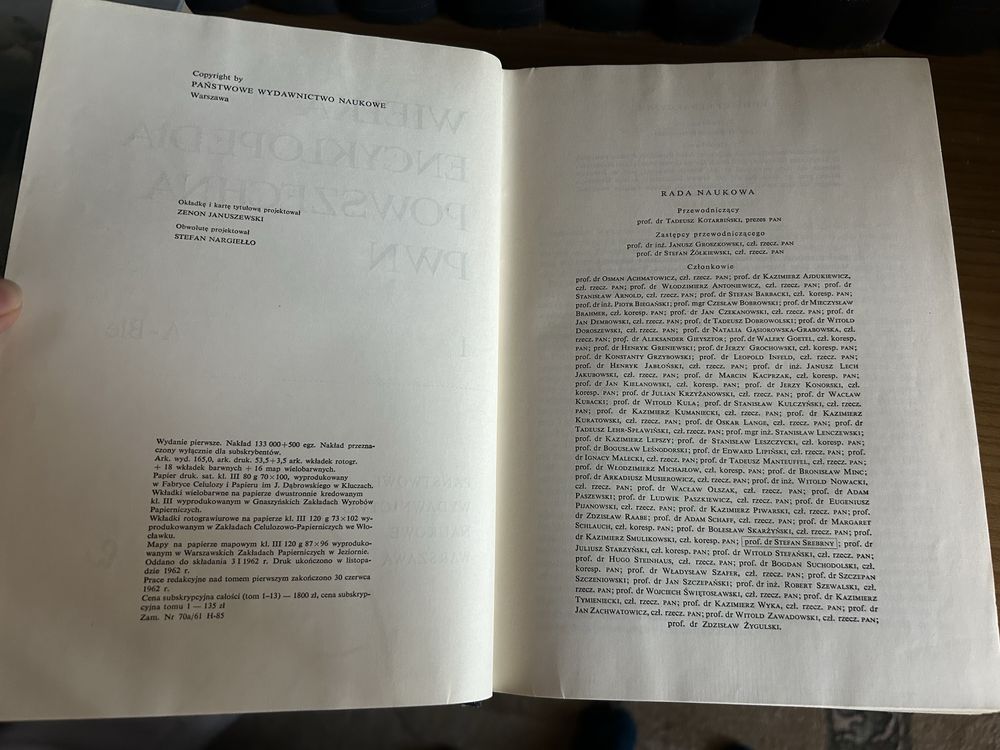 Copyright by
PAŃSTWOWE WYDAWNICTWO NAUKOWE
Warszawa
WIELKA
ENCYKLOPEDIA
POWSZECHNA
PWN
1
Okładkę i kartę tytułową projektował
ZENON JANUSZEWSKI
Obwolutę projektował
STEFAN NARGIEŁŁO
Wydanie pierwsze. Nakład 133 000+500 egz. Nakład przezna-
czony wyłącznie dla subskrybentów.
Ark. wyd. 165,0, ark. druk. 53,5+3,5 ark. wkładek rotogr.
+ 18 wkładek barwnych + 16 map wielobarwnych.
Papier druk. sat. kl. III 80 g 70×100, wyprodukowany
w Fabryce Celulozy i Papieru im J. Dąbrowskiego w Kluczach.
Wkładki wielobarwne na papierze dwustronnie kredowanym
kl. III wyprodukowanym w Gnaszyńskich Zakładach Wyrobów
Papierniczych.
Wkładki rotograwiurowe na papierze kl. III 120 g 73×102 wy-
produkowanym w Zakładach Celulozowo-Papierniczych we Wło-
cławku.
Mapy na papierze mapowym kl. III 120 g 87×96 wyproduko-
wanym w Warszawskich Zakładach Papierniczych w Jeziornie.
Oddano do składania 3 I 1962 r. Druk ukończono w listopa-
dzie 1962 r.
Prace redakcyjne nad tomem pierwszym zakończono 30 czerwca
1962 r.
Cena subskrypcyjna całości (tom 1–13) — 1800 zł, cena subskryp-
cyjna tomu 1 — 135 zł
Zam. Nr 70a/61 H-85
RADA NAUKOWA
Przewodniczący
prof. dr TADEUSZ KOTARBIŃSKI, prezes PAN
Zastępcy przewodniczącego
prof. dr inż. JANUSZ GROSZKOWSKI, czł. rzecz. PAN
prof. dr STEFAN ŻÓŁKIEWSKI, czł. rzecz. PAN
Członkowie
prof. dr OSMAN ACHMATOWICZ, czł. rzecz. PAN; prof. dr KAZIMIERZ AJDUKIEWICZ,
czł. rzecz. PAN; prof. dr WŁODZIMIERZ ANTONIEWICZ, czł. rzecz. PAN; prof. dr
STANISŁAW ARNOLD, czł. rzecz. PAN; prof. dr STEFAN BARBACKI, czł. koresp. PAN;
prof. dr inż. PIOTR BIEGAŃSKI; prof. mgr CZESŁAW BOBROWSKI; prof. dr MIECZYSŁAW
BRAHMER, czł. koresp. PAN; prof. dr JAN CZEKANOWSKI, czł. rzecz. PAN; prof. dr
JAN DEMBOWSKI, czł. rzecz. PAN; prof. dr TADEUSZ DOBROWOLSKI; prof. dr WITOLD
DOROSZEWSKI, czł. rzecz. PAN; prof. dr NATALIA GĄSIOROWSKA-GRABOWSKA, czł.
rzecz. PAN; prof. dr ALEKSANDER GIEYSZTOR; prof. dr WALERY GOETEL, czł. koresp.
PAN; prof. dr HENRYK GRENIEWSKI; prof. dr JERZY GROCHOWSKI, czł. koresp. PAN;
prof. dr KONSTANTY GRZYBOWSKI; prof. dr LEOPOLD INFELD, czł. rzecz. PAN;
prof. dr HENRYK JABŁOŃSKI, czł. rzecz. PAN; prof. dr inż. JANUSZ LECH
JAKUBOWSKI, czł. rzecz. PAN; prof. dr MARCIN KACPRZAK, czł. rzecz. PAN;
prof. dr JAN KIELANOWSKI, czł. koresp. PAN; prof. dr JERZY KONORSKI, czł.
koresp. PAN; prof. dr JULIAN KRZYŻANOWSKI, czł. rzecz. PAN; prof. dr WACŁAW
KUBACKI; prof. dr WITOLD KULA; prof. dr STANISŁAW KULCZYŃSKI, czł. rzecz.
PAN; prof. dr KAZIMIERZ KUMANIECKI, czł. rzecz. PAN; prof. dr KAZIMIERZ
KURATOWSKI, czł. rzecz. PAN; prof. dr OSKAR LANGE, czł. rzecz. PAN; prof. dr
TADEUSZ LEHR-SPŁAWIŃSKI, czł. rzecz. PAN; prof. mgr inż. STANISŁAW LENCZEWSKI;
prof. dr KAZIMIERZ LEPSZY; prof. dr STANISŁAW LESZCZYCKI, czł. koresp. PAN;
prof. dr BOGUSŁAW LEŚNODORSKI; prof. dr EDWARD LIPIŃSKI, czł. rzecz. PAN; prof.
dr IGNACY MALECKI, czł. rzecz. PAN; prof. dr TADEUSZ MANTEUFFEL, czł. rzecz. PAN;
prof. dr WŁODZIMIERZ MICHAJŁOW, czł. koresp. PAN; prof. dr BRONISŁAW MINC;
prof. dr ARKADIUSZ MUSIEROWICZ, czł. rzecz. PAN; prof. dr inż. WITOLD NOWACKI,
czł. rzecz. PAN; prof. dr WACŁAW OLSZAK, czł. rzecz. PAN; prof. dr ADAM
PASZEWSKI; prof. dr LUDWIK PASZKIEWICZ, czł. rzecz. PAN; prof. dr EUGENIUSZ
PIJANOWSKI, czł. koresp. PAN; prof. dr KAZIMIERZ PIWARSKI, czł. koresp. PAN; prof.
dr ZDZISŁAW RAABE; prof. dr ADAM SCHAFF, czł. rzecz. PAN; prof. dr MARGARET
SCHLAUCH, czł. koresp. PAN; prof. dr BOLESŁAW SKARŻYŃSKI, czł. koresp. PAN; prof.
dr KAZIMIERZ SMULIKOWSKI, czł. koresp. PAN; prof. dr STEFAN SREBRNY; prof. dr
JULIUSZ STARZYŃSKI, czł. koresp. PAN; prof. dr WITOLD STEFAŃSKI, czł. rzecz. PAN;
prof. dr HUGO STEINHAUS, czł. rzecz. PAN; prof. dr BOGDAN SUCHODOLSKI, czł.
koresp. PAN; prof. dr WŁADYSŁAW SZAFER, czł. rzecz. PAN; prof. dr SZCZEPAN
SZCZENIOWSKI; prof. dr JAN SZCZEPAŃSKI; prof. dr inż. ROBERT SZEWALSKI, czł.
rzecz. PAN; prof. dr WOJCIECH ŚWIĘTOSŁAWSKI, czł. rzecz. PAN; prof. dr KAZIMIERZ
TYMIENIECKI, czł. rzecz. PAN; prof. dr KAZIMIERZ WYKA, czł. rzecz. PAN; prof. dr
JAN ZACHWATOWICZ, czł. rzecz. PAN; prof. dr WITOLD ZAWADOWSKI, czł. rzecz. PAN;
prof. dr ZDZISŁAW ŻYGULSKI.